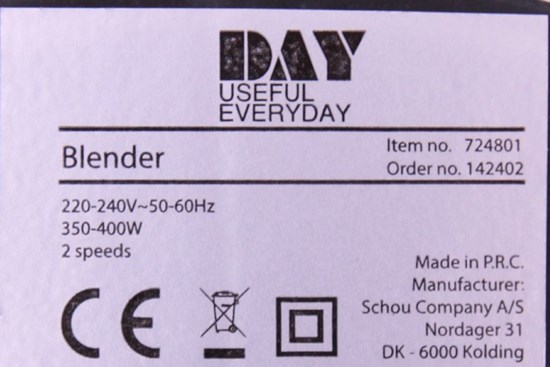 DAY
USEFUL
EVERYDAY
Blender
Item no. 724801
Order no. 142402
220-240V~50-60Hz
350-400W
2 speeds
CE
Made in P.R.C.
Manufacturer:
Schou Company A/S
Nordager 31
DK - 6000 Kolding